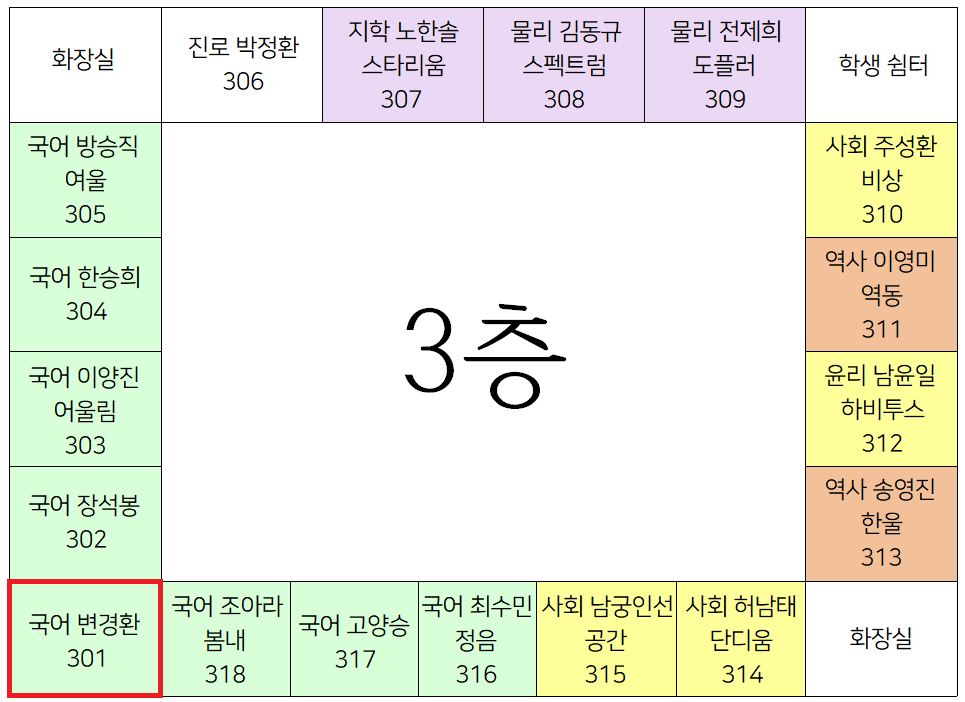 화장실
진로 박정환
306
지학 노한솔
스타리움
307
물리 김동규
스펙트럼
308
물리 전제희
도플러
309
학생 쉼터
국어 방승직
여울
305
사회 주성환
비상
310
국어 한승희
304
3층
역사 이영미
역동
311
국어 이양진
어울림
303
윤리 남윤일
하비투스
312
국어 장석봉
302
역사 송영진
한울
313
국어 변경환
301
국어 조아라
봄내
318
국어 고양승
317
국어 최수민
정음
316
사회 남궁인선
공간
315
사회 허남태
단디움
314
화장실